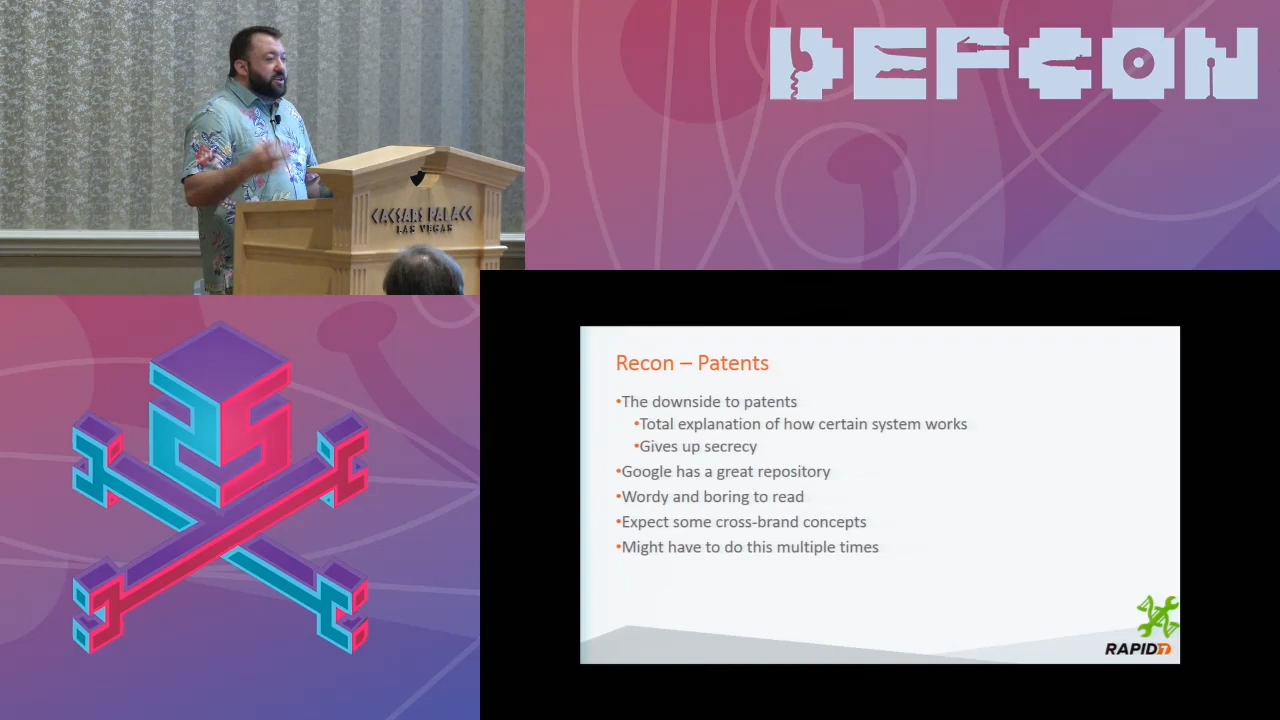 DEFCON
CAESARS PALACE
LAS VEGAS
Recon – Patents
•The downside to patents
•Total explanation of how certain system works
•Gives up secrecy
•Google has a great repository
•Wordy and boring to read
•Expect some cross-brand concepts
•Might have to do this multiple times
RAPID7